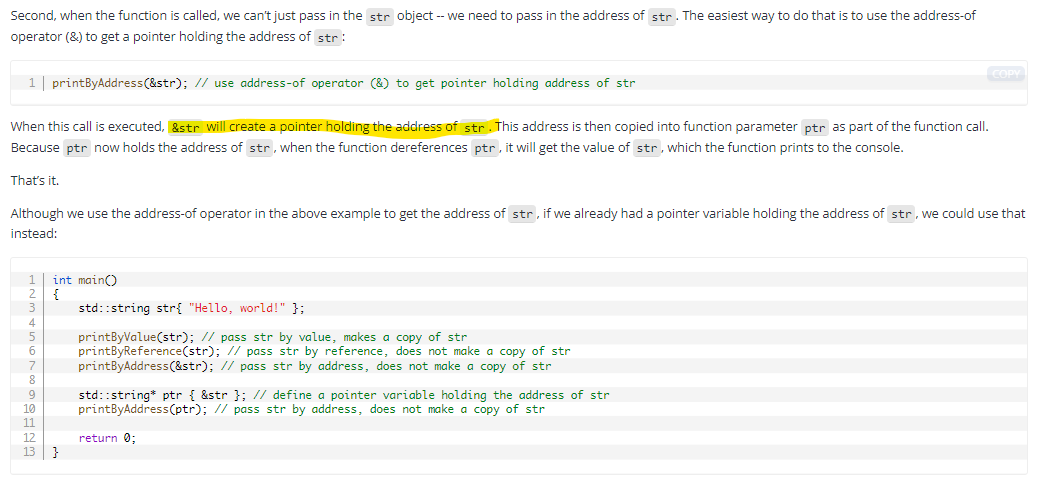 Second, when the function is called, we can't just pass in the str object -- we need to pass in the address of str. The easiest way to do that is to use the address-of
operator (&) to get a pointer holding the address of str:
COPY
1 printByAddress(&str); // use address-of operator (&) to get pointer holding address of str
When this call is executed, &str will create a pointer holding the address of str. This address is then copied into function parameter ptr as part of the function call.
Because ptr now holds the address of str, when the function dereferences ptr, it will get the value of str, which the function prints to the console.
That's it.
Although we use the address-of operator in the above example to get the address of str, if we already had a pointer variable holding the address of str, we could use that
instead:
1 int main()
2 {
3     std::string str{ "Hello, world!" };
4
5     printByValue(str); // pass str by value, makes a copy of str
6     printByReference(str); // pass str by reference, does not make a copy of str
7     printByAddress(&str); // pass str by address, does not make a copy of str
8
9     std::string* ptr { &str }; // define a pointer variable holding the address of str
10     printByAddress(ptr); // pass str by address, does not make a copy of str
11
12     return 0;
13 }